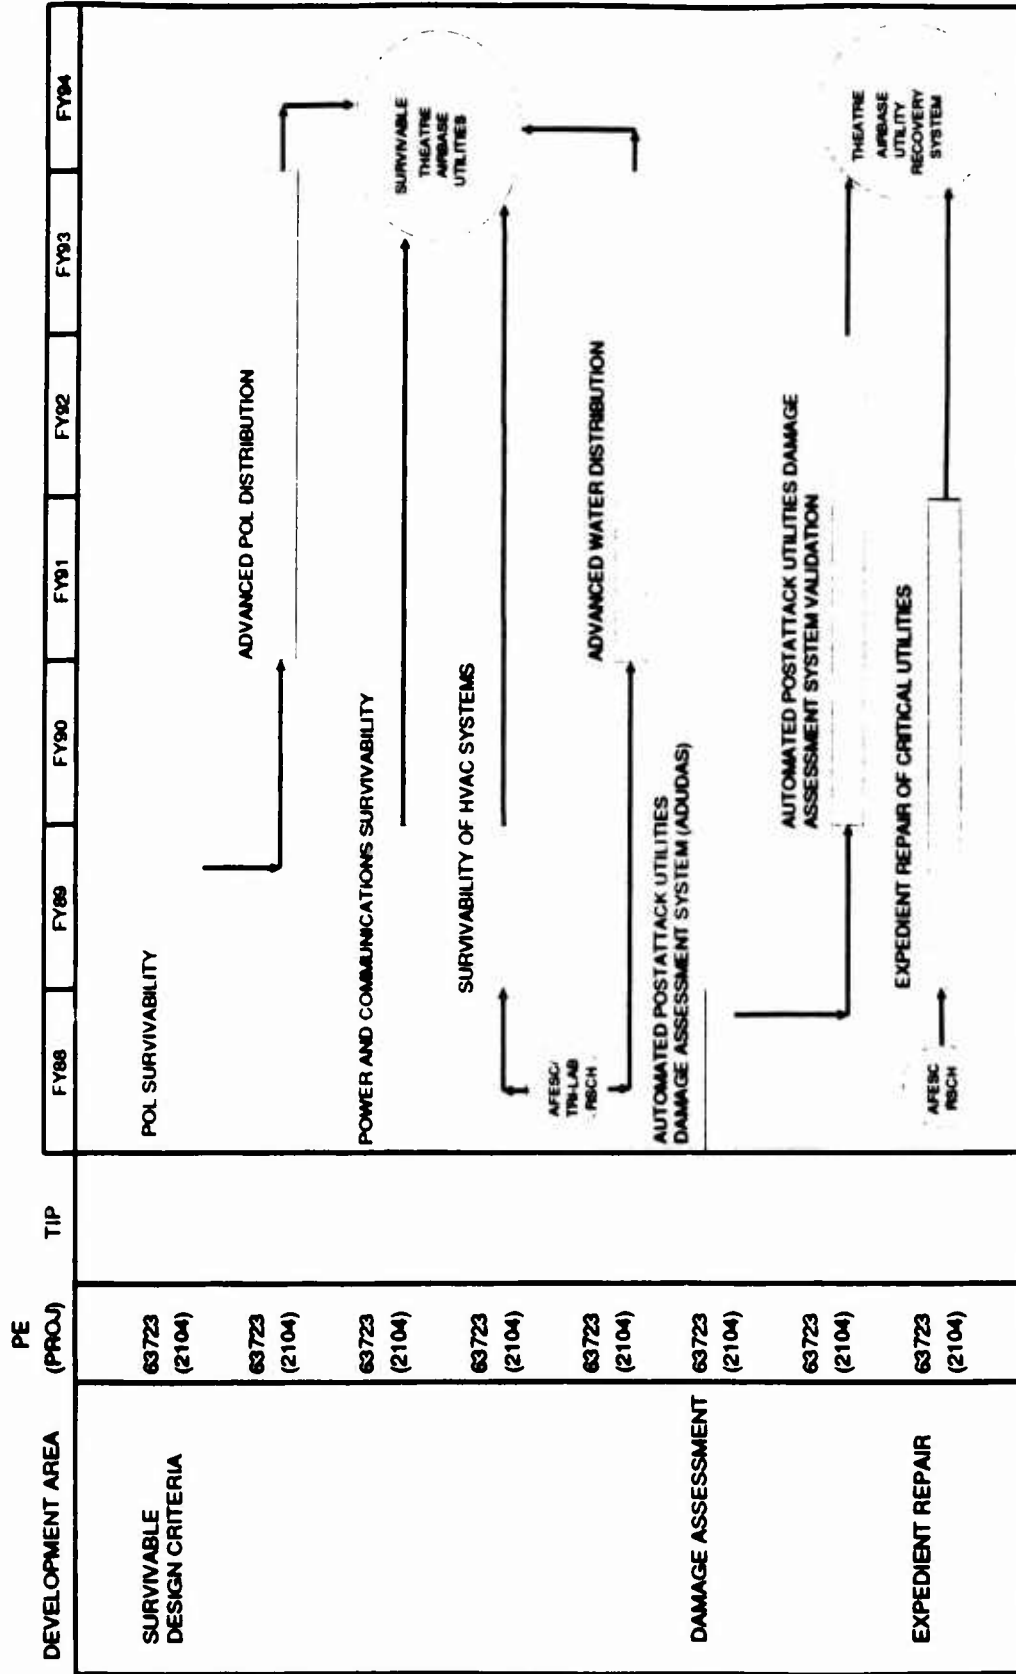 DEVELOPMENT AREA
PE
(PROJ)
TIP
FY88
FY89
FY90
FY91
FY92
FY93
FY94
SURVIVABLE
DESIGN CRITERIA
63723
(2104)
POL SURVIVABILITY
63723
(2104)
ADVANCED POL DISTRIBUTION
63723
(2104)
POWER AND COMMUNICATIONS SURVIVABILITY
SURVIVABLE
THEATRE
AIRBASE
UTILITIES
63723
(2104)
SURVIVABILITY OF HVAC SYSTEMS
AFESC/
TRI-LAB
RSCH
63723
(2104)
ADVANCED WATER DISTRIBUTION
DAMAGE ASSESSMENT
63723
(2104)
AUTOMATED POSTATTACK UTILITIES
DAMAGE ASSESSMENT SYSTEM (ADUDAS)
63723
(2104)
AUTOMATED POSTATTACK UTILITIES DAMAGE
ASSESSMENT SYSTEM VALIDATION
THEATRE
AIRBASE
UTILITY
RECOVERY
SYSTEM
EXPEDIENT REPAIR
63723
(2104)
EXPEDIENT REPAIR OF CRITICAL UTILITIES
AFESC
RSCH